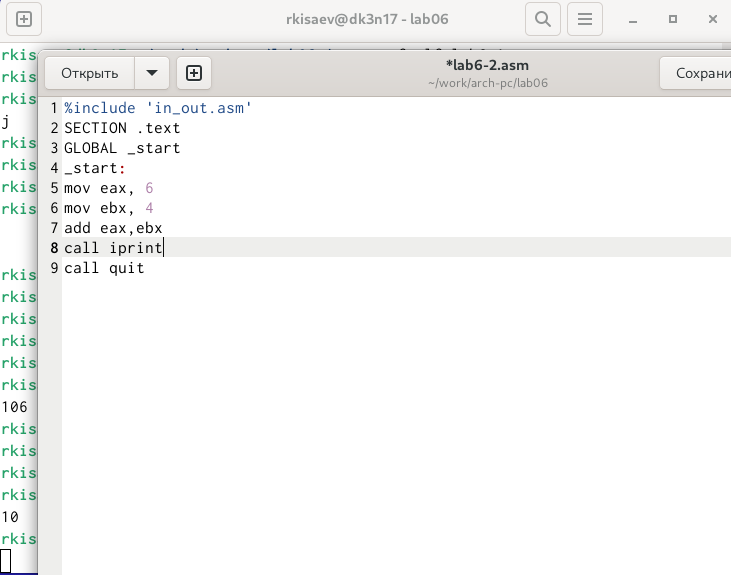 rkisaev@dk3n17 - lab06
rkis
rkis
rkis
j
rkis
rkis
rkis
rkis
rkis
rkis
rkis
rkis
rkis
rkis
106
rkis
rkis
rkis
rkis
10
rkis
Открыть
*lab6-2.asm
~/work/arch-pc/lab06
Сохрани
1 %include 'in_out.asm'
2 SECTION .text
3 GLOBAL _start
4 _start:
5 mov eax, 6
6 mov ebx, 4
7 add eax,ebx
8 call iprint
9 call quit